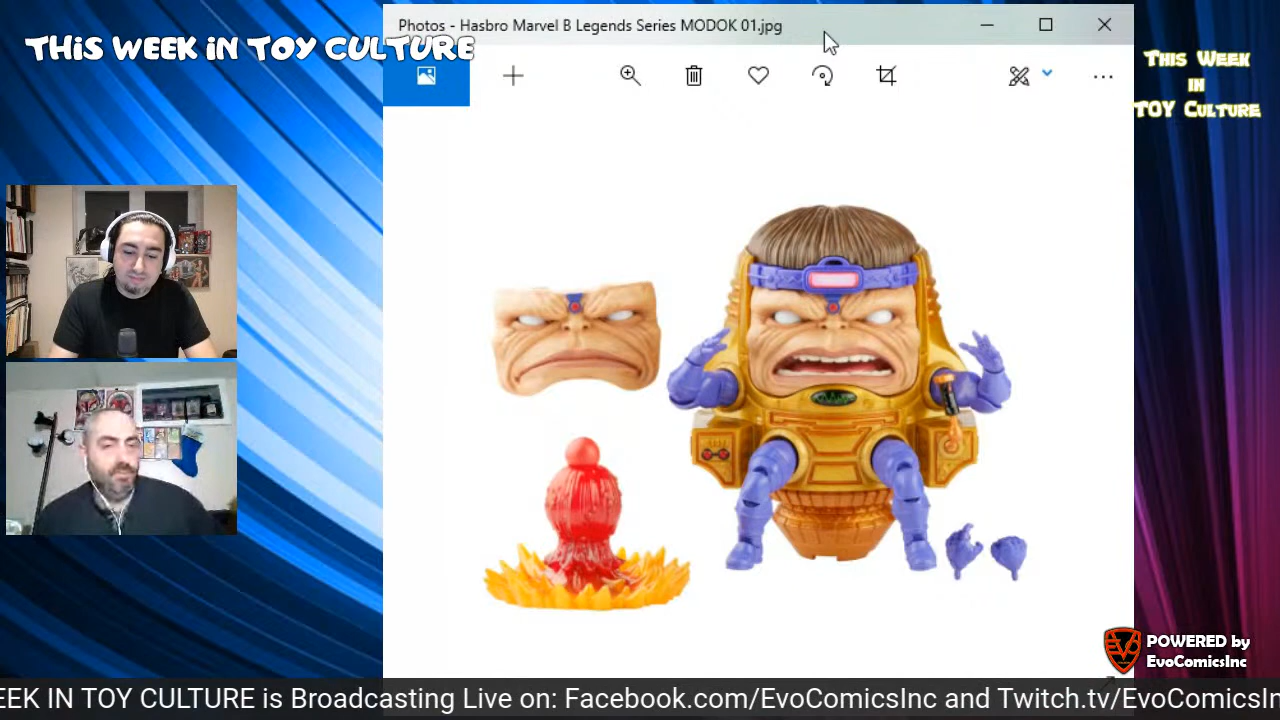 Photos - Hasbro Marvel B Legends Series MODOK 01.jpg
THiS WEEK iN TOY CULTURE
THiS WEEK
iN
TOY CULTURE
EVO
POWERED by
EvoComicsInc
EEK IN TOY CULTURE is Broadcasting Live on: Facebook.com/EvoComicsInc and Twitch.tv/EvoComicsIn